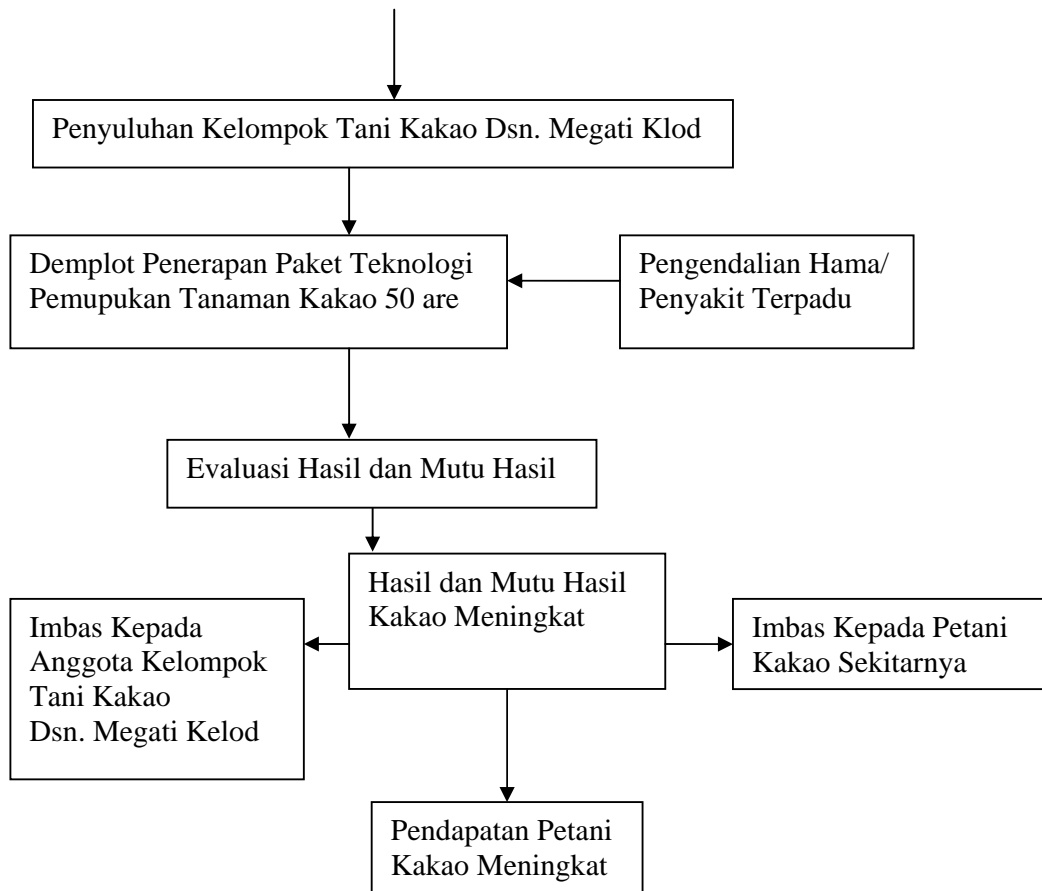 Penyuluhan Kelompok Tani Kakao Dsn. Megati Klod
Demplot Penerapan Paket Teknologi
Pemupukan Tanaman Kakao 50 are
Pengendalian Hama/
Penyakit Terpadu
Evaluasi Hasil dan Mutu Hasil
Hasil dan Mutu Hasil
Kakao Meningkat
Imbas Kepada
Anggota Kelompok
Tani Kakao
Dsn. Megati Kelod
Imbas Kepada Petani
Kakao Sekitarnya
Pendapatan Petani
Kakao Meningkat